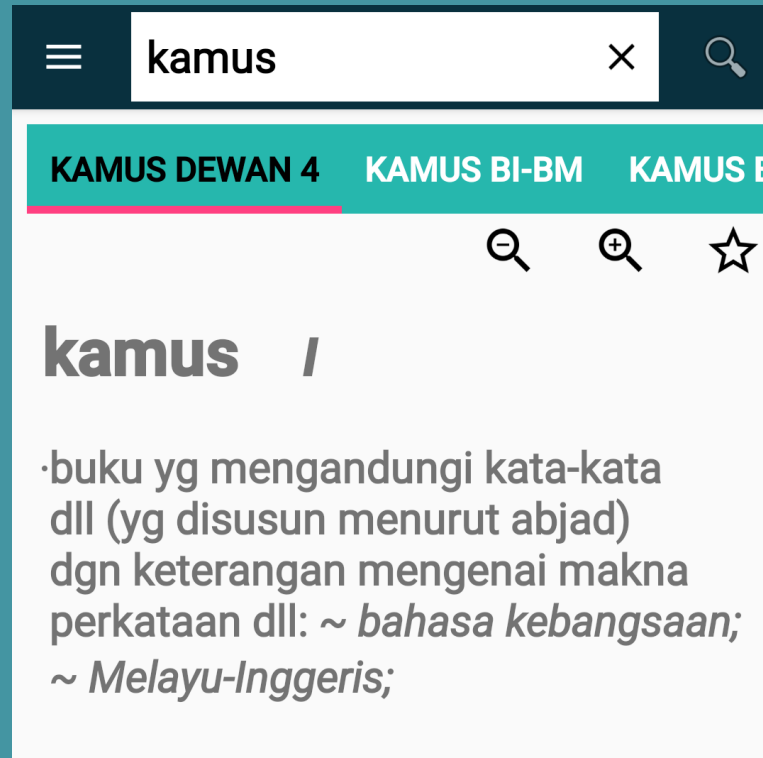 kamus
KAMUS DEWAN 4 KAMUS BI-BM KAMUS
kamus I
·buku yg mengandungi kata-kata
dll (yg disusun menurut abjad)
dgn keterangan mengenai makna
perkataan dll: ~ bahasa kebangsaan;
~ Melayu-Inggeris;